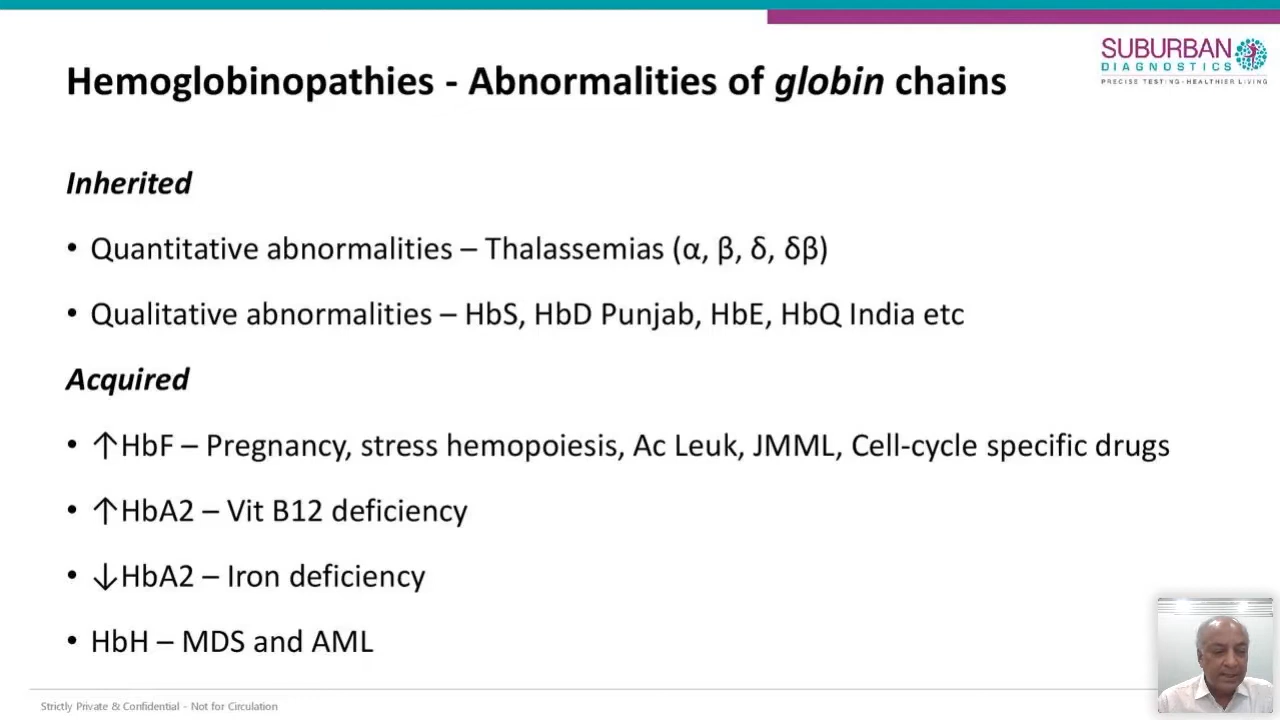 SUBURBAN
DIAGNOSTICS
PRECISE TESTING-HEALTHIER LIVING
Hemoglobinopathies - Abnormalities of globin chains
Inherited
• Quantitative abnormalities – Thalassemias (α, β, δ, δβ)
• Qualitative abnormalities – HbS, HbD Punjab, HbE, HbQ India etc
Acquired
• ↑HbF – Pregnancy, stress hemopoiesis, Ac Leuk, JMML, Cell-cycle specific drugs
• ↑HbA2 – Vit B12 deficiency
• ↓HbA2 – Iron deficiency
• HbH – MDS and AML
Strictly Private & Confidential - Not for Circulation